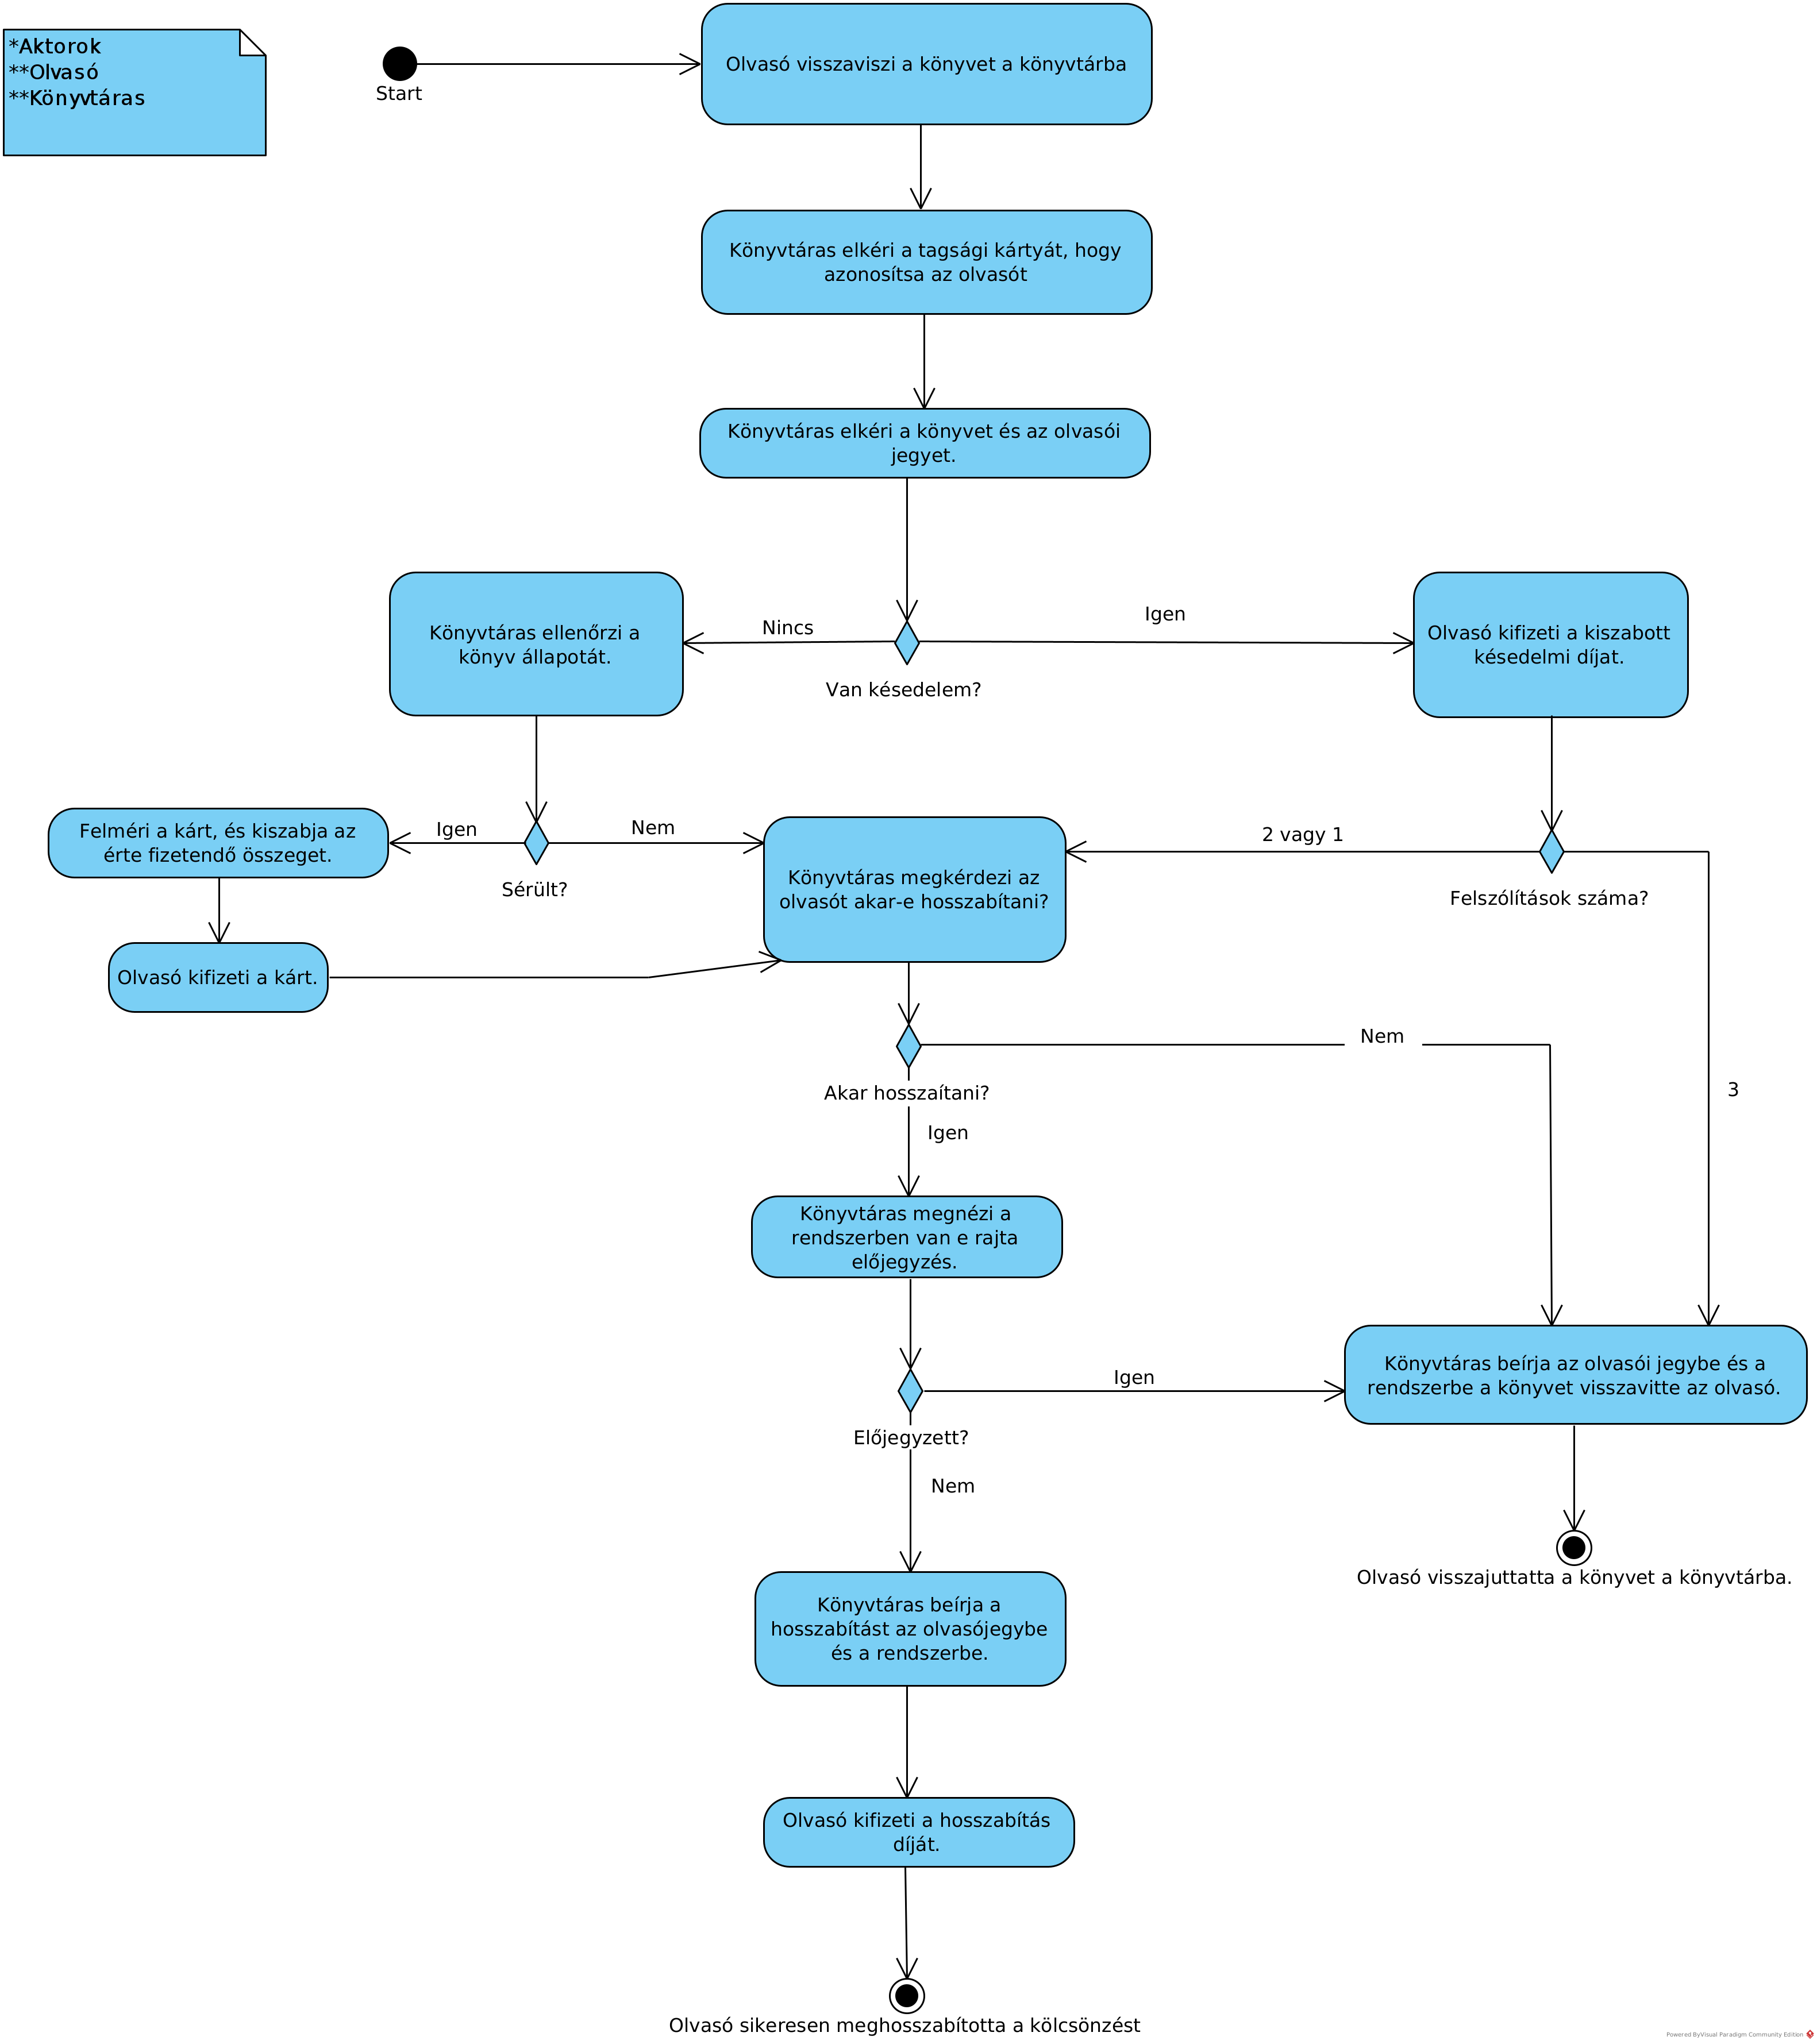 *Aktorok
**Olvasó
**Könyvtáras
Start
Olvasó visszaviszi a könyvet a könyvtárba
Könyvtáras elkéri a tagsági kártyát, hogy
azonosítsa az olvasót
Könyvtáras elkéri a könyvet és az olvasói
jegyet.
Könyvtáras ellenőrzi a
könyv állapotát.
Nincs
Van késedelem?
Igen
Olvasó kifizeti a kiszabott
késedelmi díjat.
Felméri a kárt, és kiszabja az
érte fizetendő összeget.
Igen
Sérült?
Nem
Könyvtáras megkérdezi az
olvasót akar-e hosszabítani?
2 vagy 1
Felszólítások száma?
Olvasó kifizeti a kárt.
Nem
3
Akar hosszaítani?
Igen
Könyvtáras megnézi a
rendszerben van e rajta
előjegyzés.
Igen
Könyvtáras beírja az olvasói jegybe és a
rendszerbe a könyvet visszavitte az olvasó.
Előjegyzett?
Nem
Olvasó visszajuttatta a könyvet a könyvtárba.
Könyvtáras beírja a
hosszabítást az olvasójegybe
és a rendszerbe.
Olvasó kifizeti a hosszabítás
díját.
Olvasó sikeresen meghosszabította a kölcsönzést
Powered ByVisual Paradigm Community Edition